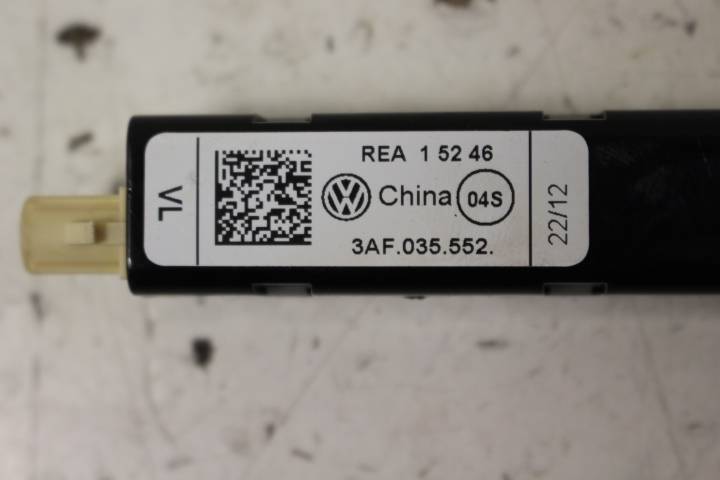 VL
REA 1 52 46
China 04S
3AF.035.552.
22/12